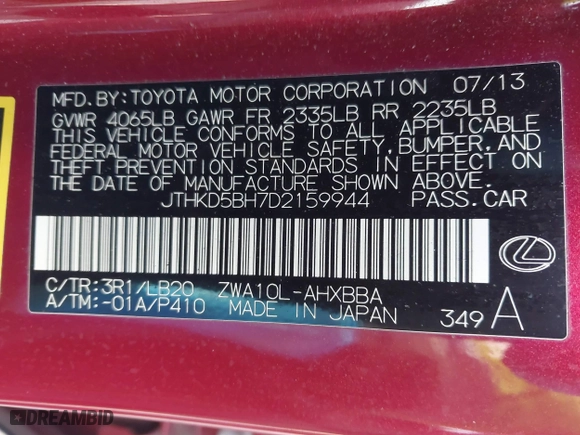 MFD. BY: TOYOTA MOTOR CORPORATION 07/13
GVWR 4065LB GAWR FR 2335LB RR 2235LB
THIS VEHICLE CONFORMS TO ALL APPLICABLE
FEDERAL MOTOR VEHICLE SAFETY, BUMPER, AND
THEFT PREVENTION STANDARDS IN EFFECT ON
THE DATE OF MANUFACTURE SHOWN ABOVE.
JTHKD5BH7D2159944 PASS. CAR
C/TR: 3R1/LB20 ZWA10L-AHXBBA
A/TM: -01A/P410 MADE IN JAPAN
349 A
DREAMBID